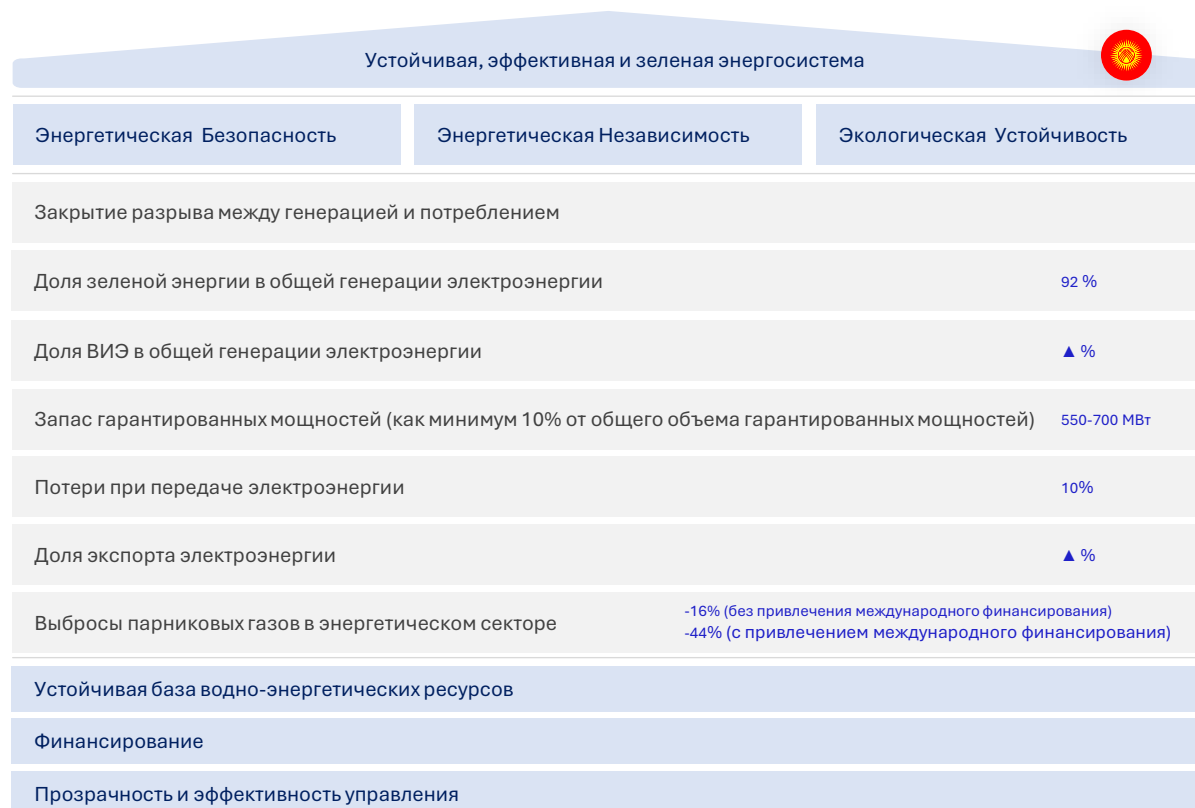 Устойчивая, эффективная и зеленая энергосистема
Энергетическая Безопасность
Энергетическая Независимость
Экологическая Устойчивость
Закрытие разрыва между генерацией и потреблением
Доля зеленой энергии в общей генерации электроэнергии 92 %
Доля ВИЭ в общей генерации электроэнергии ▲ %
Запас гарантированных мощностей (как минимум 10% от общего объема гарантированных мощностей) 550-700 МВт
Потери при передаче электроэнергии 10%
Доля экспорта электроэнергии ▲ %
Выбросы парниковых газов в энергетическом секторе
-16% (без привлечения международного финансирования)
-44% (с привлечением международного финансирования)
Устойчивая база водно-энергетических ресурсов
Финансирование
Прозрачность и эффективность управления